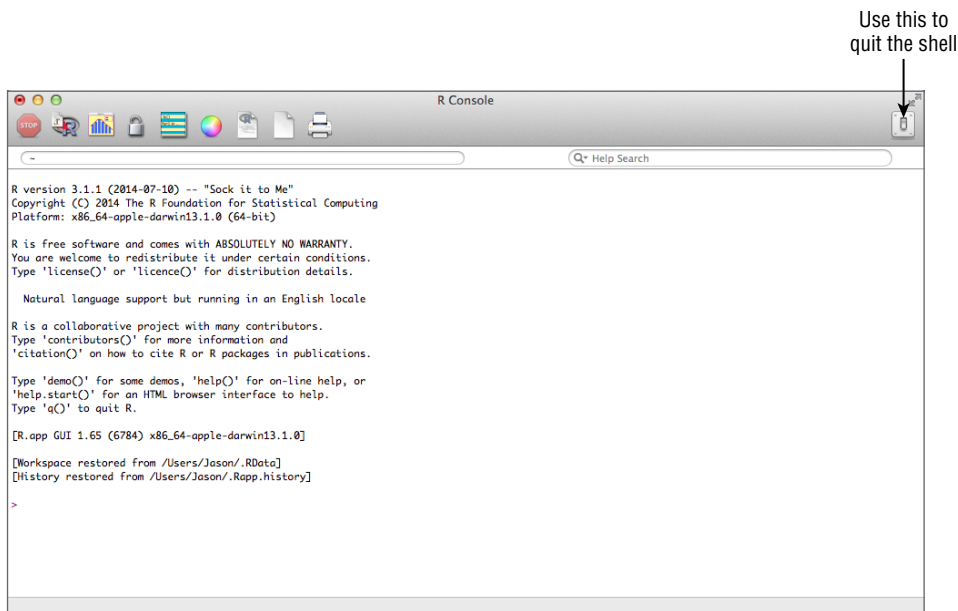 Use this to
quit the shell
R Console
STOP
R
~
Help Search
R version 3.1.1 (2014-07-10) -- "Sock it to Me"
Copyright (C) 2014 The R Foundation for Statistical Computing
Platform: x86_64-apple-darwin13.1.0 (64-bit)
R is free software and comes with ABSOLUTELY NO WARRANTY.
You are welcome to redistribute it under certain conditions.
Type 'license()' or 'licence()' for distribution details.
Natural language support but running in an English locale
R is a collaborative project with many contributors.
Type 'contributors()' for more information and
'citation()' on how to cite R or R packages in publications.
Type 'demo()' for some demos, 'help()' for on-line help, or
'help.start()' for an HTML browser interface to help.
Type 'q()' to quit R.
[R.app GUI 1.65 (6784) x86_64-apple-darwin13.1.0]
[Workspace restored from /Users/Jason/.RData]
[History restored from /Users/Jason/.Rapp.history]
>